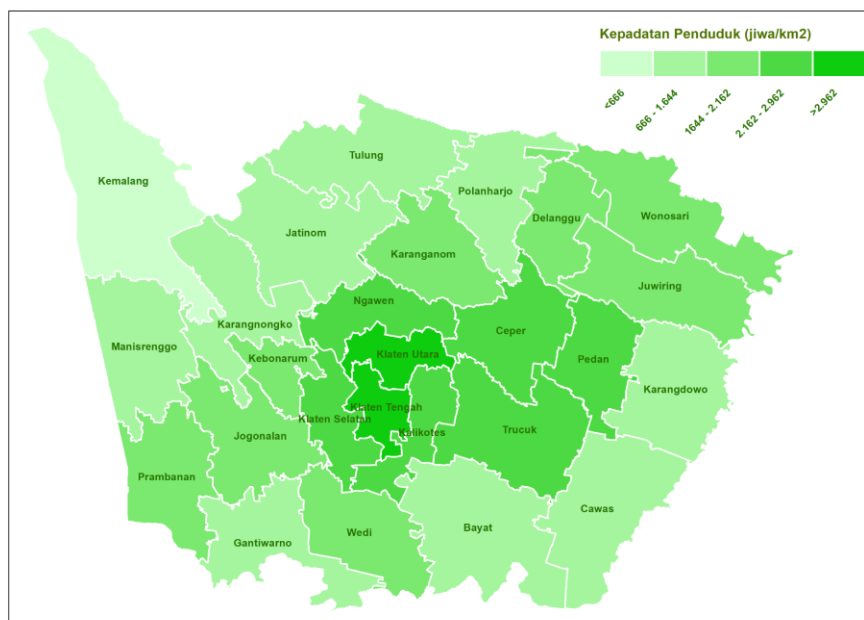 Kepadatan Penduduk (jiwa/km2)
<666
666 - 1.644
1644 - 2.162
2.162 - 2.962
>2.962
Tulung
Kemalang
Polanharjo
Delanggu
Wonosari
Jatinom
Karanganom
Juwiring
Ngawen
Karangnongko
Ceper
Manisrenggo
Kebonarum
Klaten Utara
Pedan
Karangdowo
Klaten Tengah
Klaten Selatan
Jogonalan
Kalikotes
Trucuk
Prambanan
Cawas
Wedi
Bayat
Gantiwarno